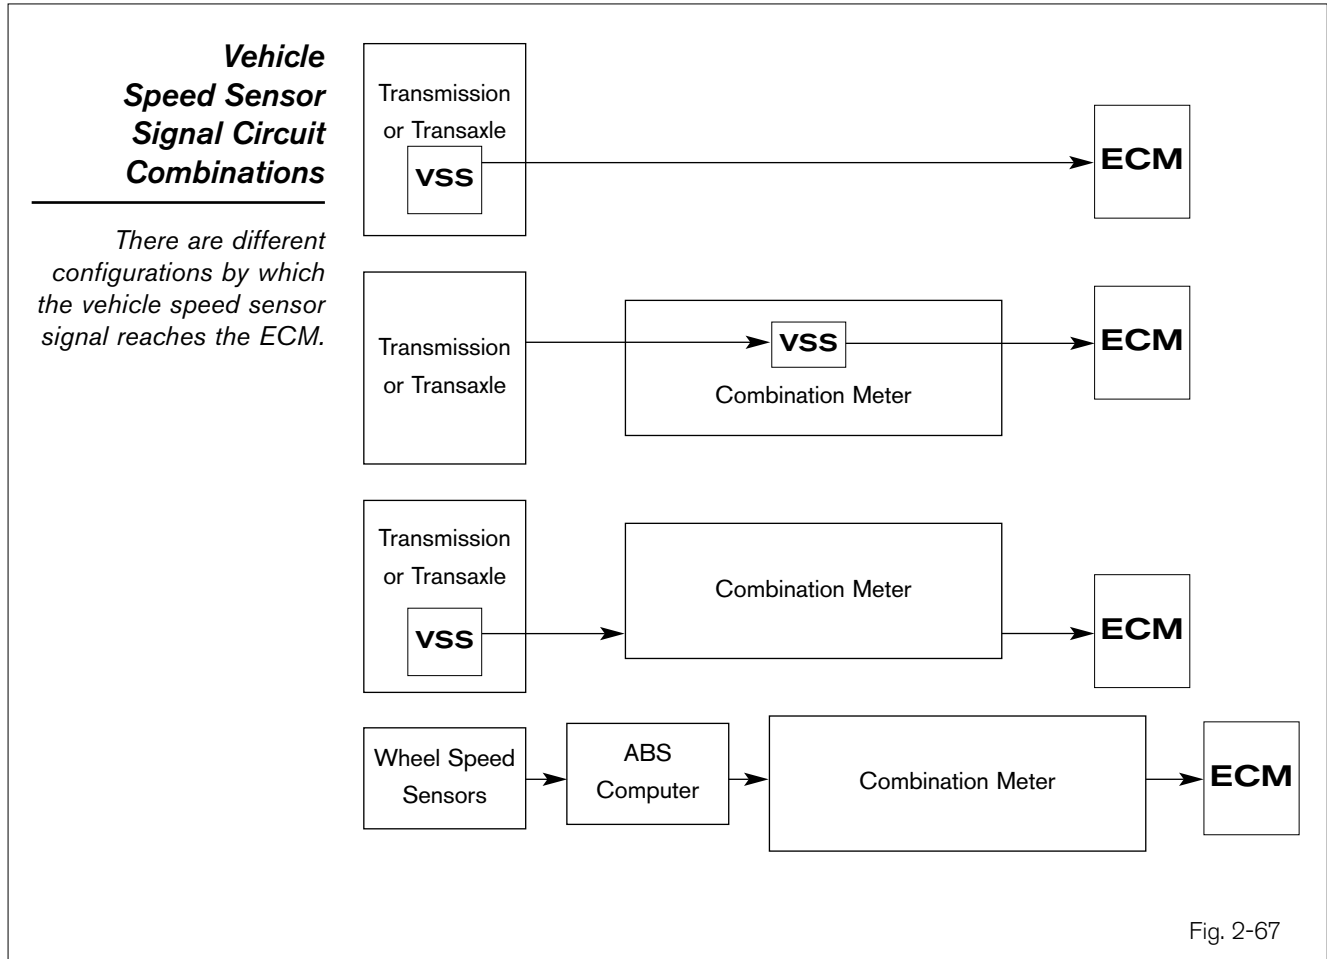 Vehicle
Speed Sensor
Signal Circuit
Combinations
There are different
configurations by which
the vehicle speed sensor
signal reaches the ECM.
Transmission
or Transaxle
VSS
ECM
Transmission
or Transaxle
VSS
Combination Meter
ECM
Transmission
or Transaxle
VSS
Combination Meter
ECM
Wheel Speed
Sensors
ABS
Computer
Combination Meter
ECM
Fig. 2-67